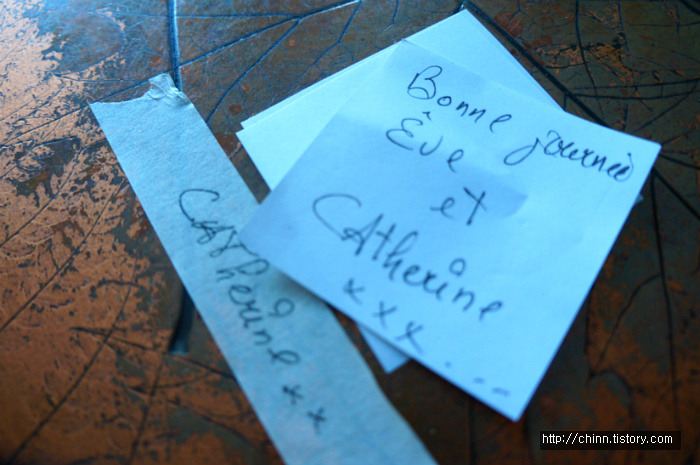 Bonne journée
Ève
et
CAtherine
xxx...
CAtherine xx
http://chinn.tistory.com